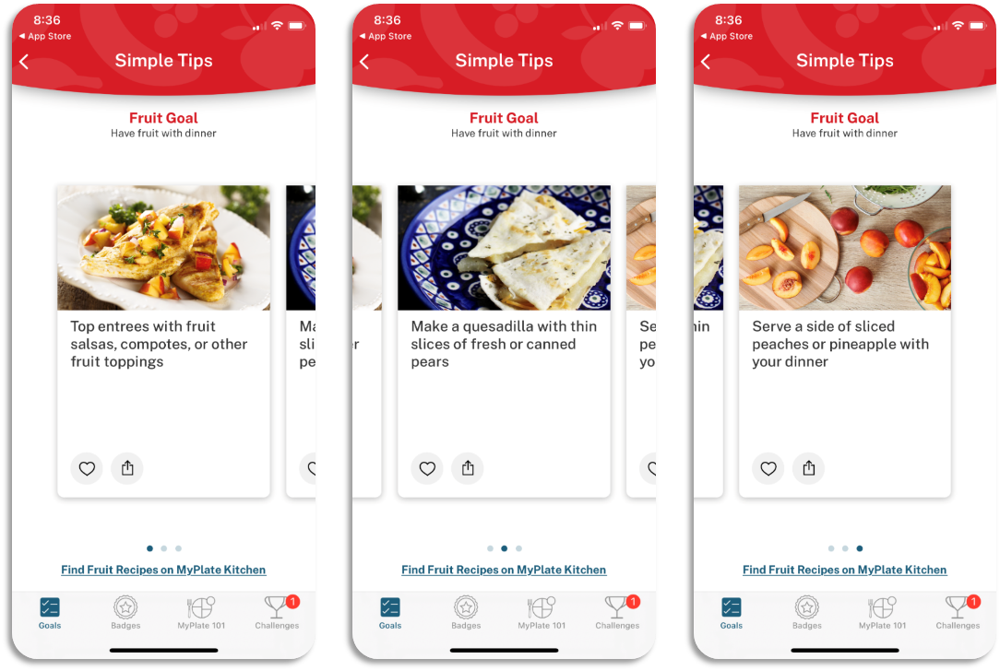 8:36
◀ App Store
Simple Tips
Fruit Goal
Have fruit with dinner
Top entrees with fruit
salsas, compotes, or other
fruit toppings
Find Fruit Recipes on MyPlate Kitchen
Goals
Badges
MyPlate 101
1
Challenges
8:36
◀ App Store
Simple Tips
Fruit Goal
Have fruit with dinner
Make a quesadilla with thin
slices of fresh or canned
pears
Find Fruit Recipes on MyPlate Kitchen
Goals
Badges
MyPlate 101
1
Challenges
8:36
◀ App Store
Simple Tips
Fruit Goal
Have fruit with dinner
Serve a side of sliced
peaches or pineapple with
your dinner
Find Fruit Recipes on MyPlate Kitchen
Goals
Badges
MyPlate 101
1
Challenges